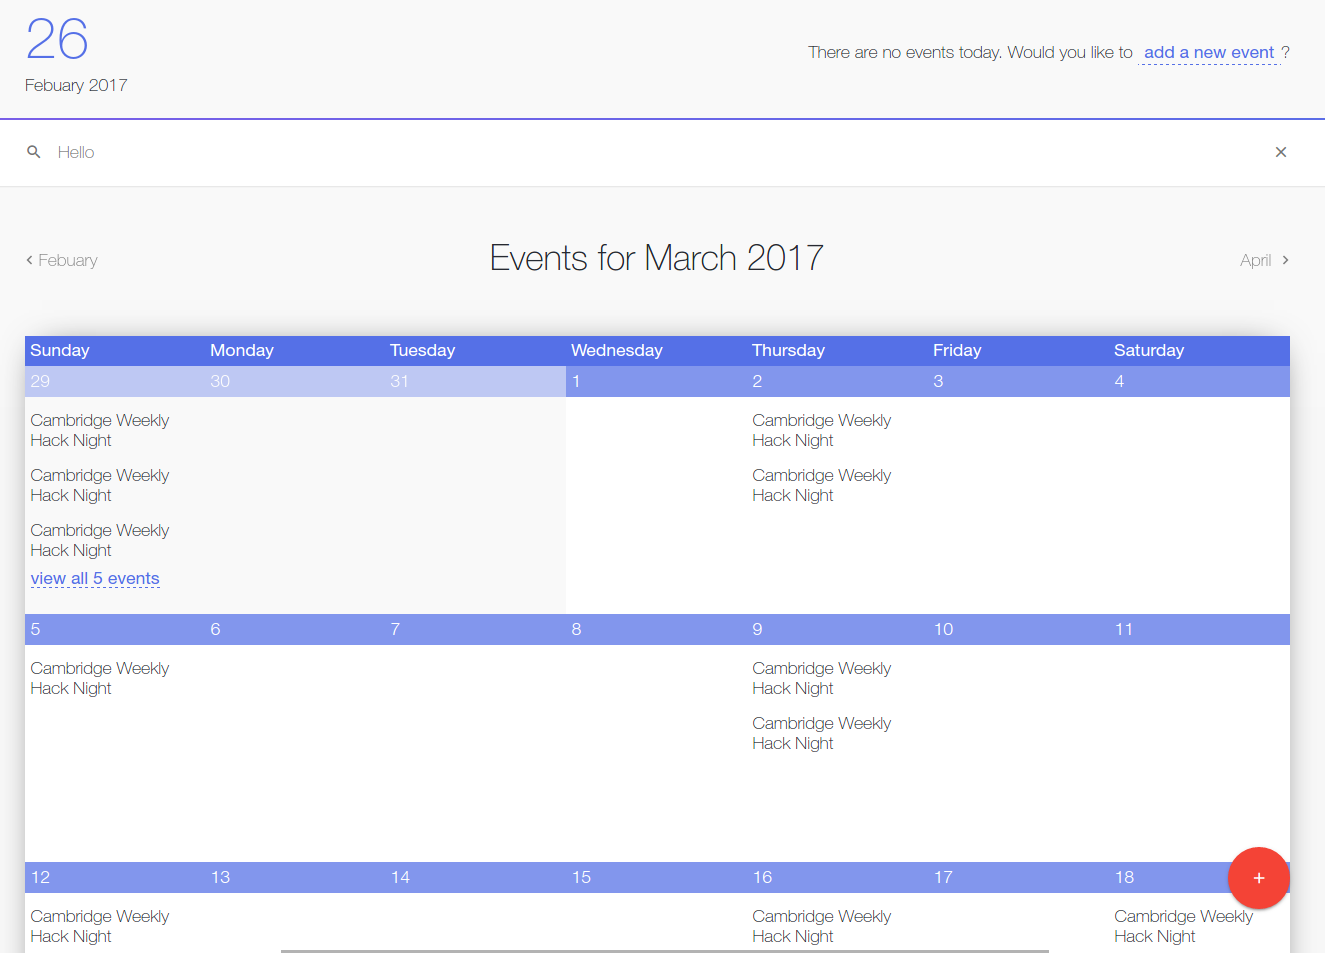 26
Febuary 2017
There are no events today. Would you like to add a new event ?
Hello
Febuary
Events for March 2017
April
Sunday Monday Tuesday Wednesday Thursday Friday Saturday
29 30 31 1 2 3 4
Cambridge Weekly Cambridge Weekly
Hack Night Hack Night
Cambridge Weekly Cambridge Weekly
Hack Night Hack Night
Cambridge Weekly
Hack Night
view all 5 events
5 6 7 8 9 10 11
Cambridge Weekly Cambridge Weekly
Hack Night Hack Night
Cambridge Weekly
Hack Night
12 13 14 15 16 17 18
+
Cambridge Weekly Cambridge Weekly Cambridge Weekly
Hack Night Hack Night Hack Night